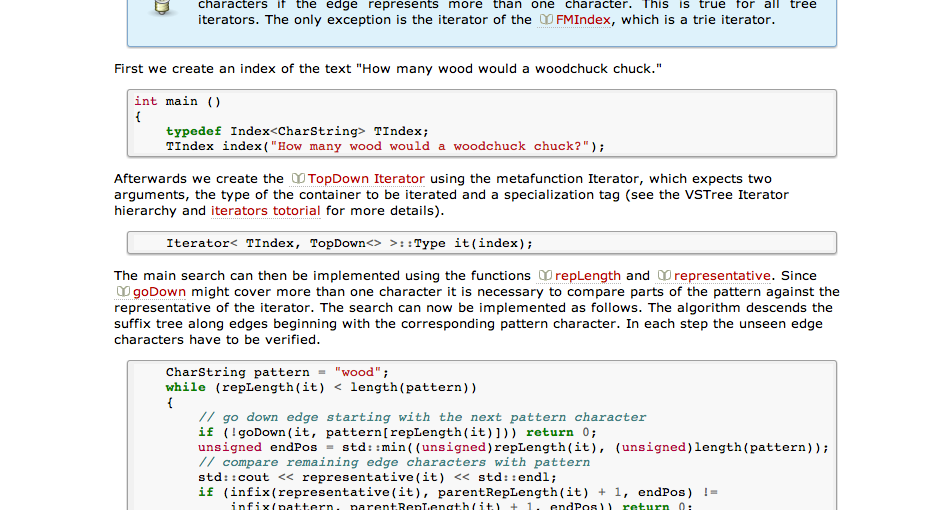 characters if the edge represents more than one character. This is true for all tree
iterators. The only exception is the iterator of the FMIndex, which is a trie iterator.
First we create an index of the text "How many wood would a woodchuck chuck."
int main ()
{
    typedef Index<CharString> TIndex;
    TIndex index("How many wood would a woodchuck chuck?");
Afterwards we create the TopDown Iterator using the metafunction Iterator, which expects two
arguments, the type of the container to be iterated and a specialization tag (see the VSTree Iterator
hierarchy and iterators totorial for more details).
    Iterator< TIndex, TopDown<> >::Type it(index);
The main search can then be implemented using the functions repLength and representative. Since
goDown might cover more than one character it is necessary to compare parts of the pattern against the
representative of the iterator. The search can now be implemented as follows. The algorithm descends the
suffix tree along edges beginning with the corresponding pattern character. In each step the unseen edge
characters have to be verified.
    CharString pattern = "wood";
    while (repLength(it) < length(pattern))
    {
        // go down edge starting with the next pattern character
        if (!goDown(it, pattern[repLength(it)])) return 0;
        unsigned endPos = std::min((unsigned)repLength(it), (unsigned)length(pattern));
        // compare remaining edge characters with pattern
        std::cout << representative(it) << std::endl;
        if (infix(representative(it), parentRepLength(it) + 1, endPos) !=
            infix(pattern, parentRepLength(it) + 1, endPos)) return 0;